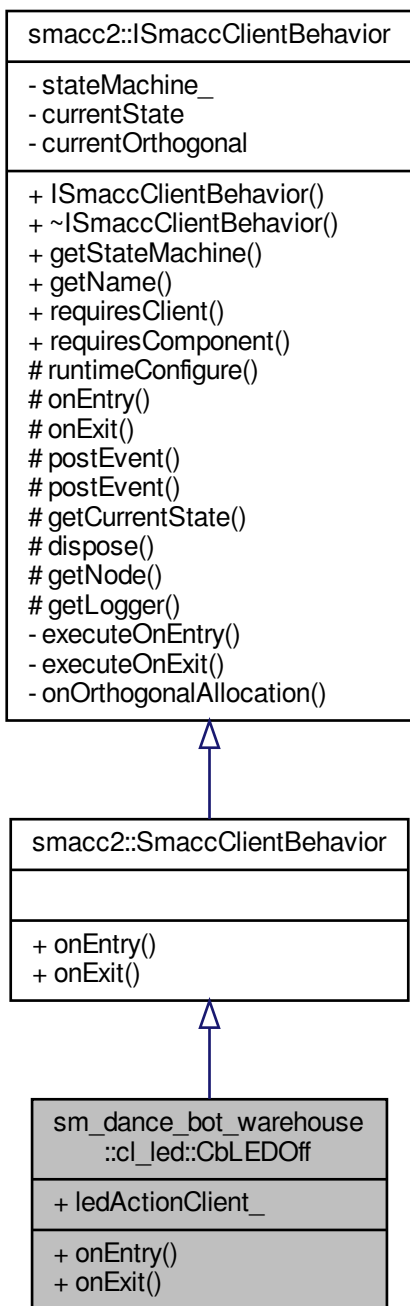 smacc2::ISmaccClientBehavior
- stateMachine_
- currentState
- currentOrthogonal
+ ISmaccClientBehavior()
+ ~ISmaccClientBehavior()
+ getStateMachine()
+ getName()
+ requiresClient()
+ requiresComponent()
# runtimeConfigure()
# onEntry()
# onExit()
# postEvent()
# postEvent()
# getCurrentState()
# dispose()
# getNode()
# getLogger()
- executeOnEntry()
- executeOnExit()
- onOrthogonalAllocation()
smacc2::SmaccClientBehavior
+ onEntry()
+ onExit()
sm_dance_bot_warehouse
::cl_led::CbLEDOff
+ ledActionClient_
+ onEntry()
+ onExit()